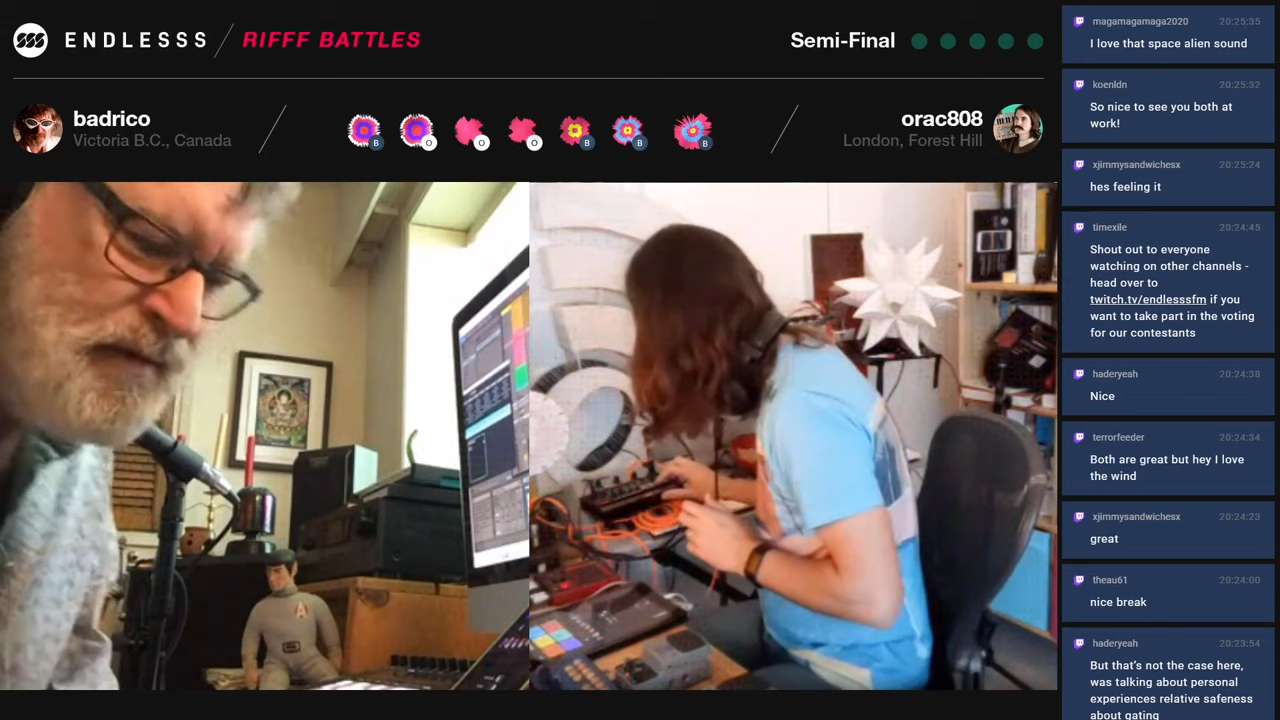 ENDLESSS / RIFFF BATTLES
Semi-Final
badrico
Victoria B.C., Canada
B
O
O
O
B
B
B
orac808
London, Forest Hill
magamagamaga2020 20:25:35
I love that space alien sound
koenldn 20:25:32
So nice to see you both at
work!
xjimmysandwichesx 20:25:24
hes feeling it
timexile 20:24:45
Shout out to everyone
watching on other channels -
head over to
twitch.tv/endlesssfm if you
want to take part in the voting
for our contestants
haderyeah 20:24:38
Nice
terrorfeeder 20:24:34
Both are great but hey I love
the wind
xjimmysandwichesx 20:24:23
great
theau61 20:24:00
nice break
haderyeah 20:23:54
But that's not the case here,
was talking about personal
experiences relative safeness
about gating